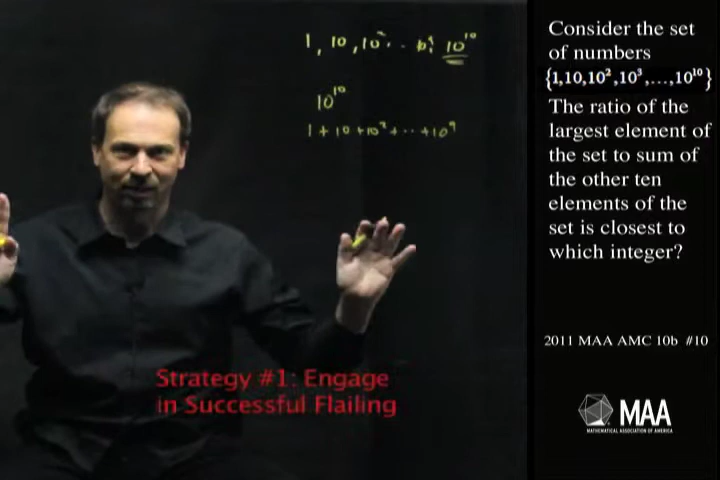 1, 10, 10², ... 10⁹, 10¹⁰
10¹⁰
1 + 10 + 10² + ... + 10⁹
Strategy #1: Engage
in Successful Flailing
Consider the set
of numbers
{1,10,10²,10³,...,10¹⁰}
The ratio of the
largest element of
the set to sum of
the other ten
elements of the
set is closest to
which integer?
2011 MAA AMC 10b #10
MAA
MATHEMATICAL ASSOCIATION OF AMERICA